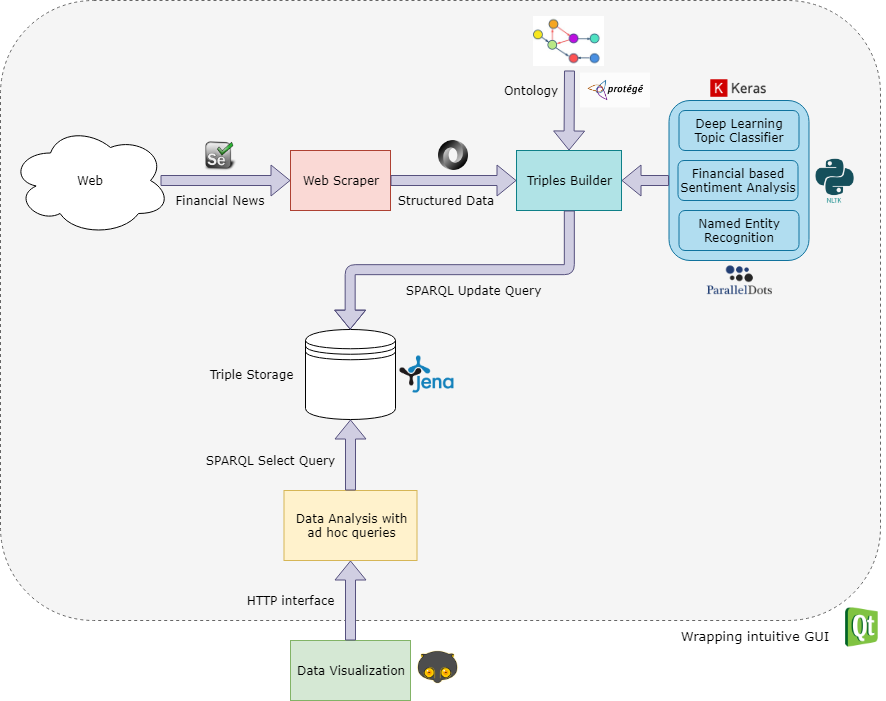 Ontology
protégé
K Keras
Deep Learning
Topic Classifier
Financial based
Sentiment Analysis
Named Entity
Recognition
NLTK
ParallelDots
Web
Se
Financial News
Web Scraper
Structured Data
Triples Builder
SPARQL Update Query
Triple Storage
jena
SPARQL Select Query
Data Analysis with
ad hoc queries
HTTP interface
Wrapping intuitive GUI
Qt
Data Visualization